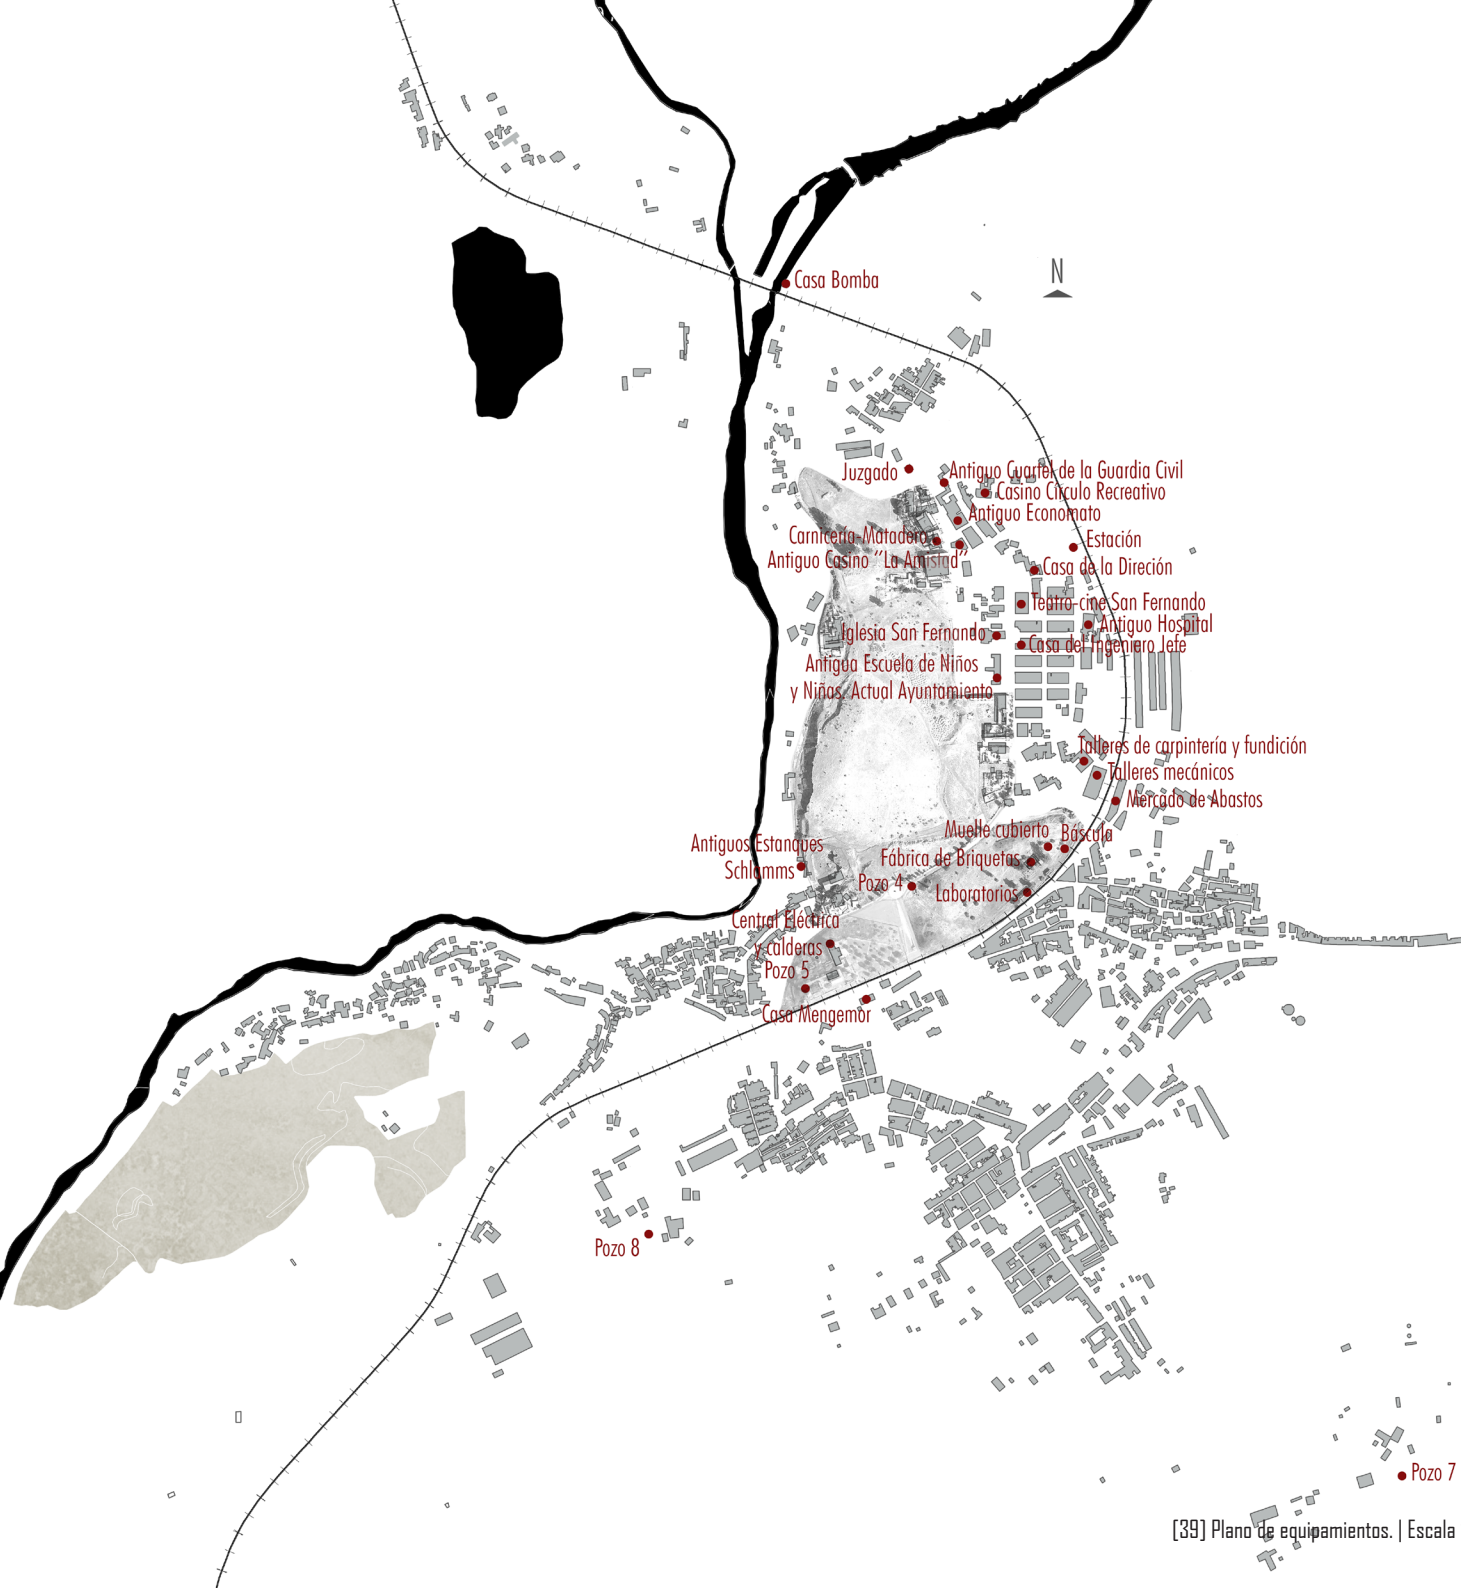 N
Casa Bomba
Juzgado
Antiguo Cuartel de la Guardia Civil
Casino Circulo Recreativo
Antiguo Economato
Carnicería-Matadero
Estación
Antiguo Casino "La Amistad"
Casa de la Direción
Teatro-cine San Fernando
Antiguo Hospital
Iglesia San Fernando
Casa del Ingeniero Jefe
Antigua Escuela de Niños
y Niñas. Actual Ayuntamiento
Talleres de carpintería y fundición
Talleres mecánicos
Mercado de Abastos
Muelle cubierto
Báscula
Antiguos Estanques
Schlamms
Fábrica de Briquetas
Pozo 4
Laboratorios
Central Eléctrica
y calderas
Pozo 5
Casa Mengemor
Pozo 8
Pozo 7
[39] Plano de equipamientos. | Escala